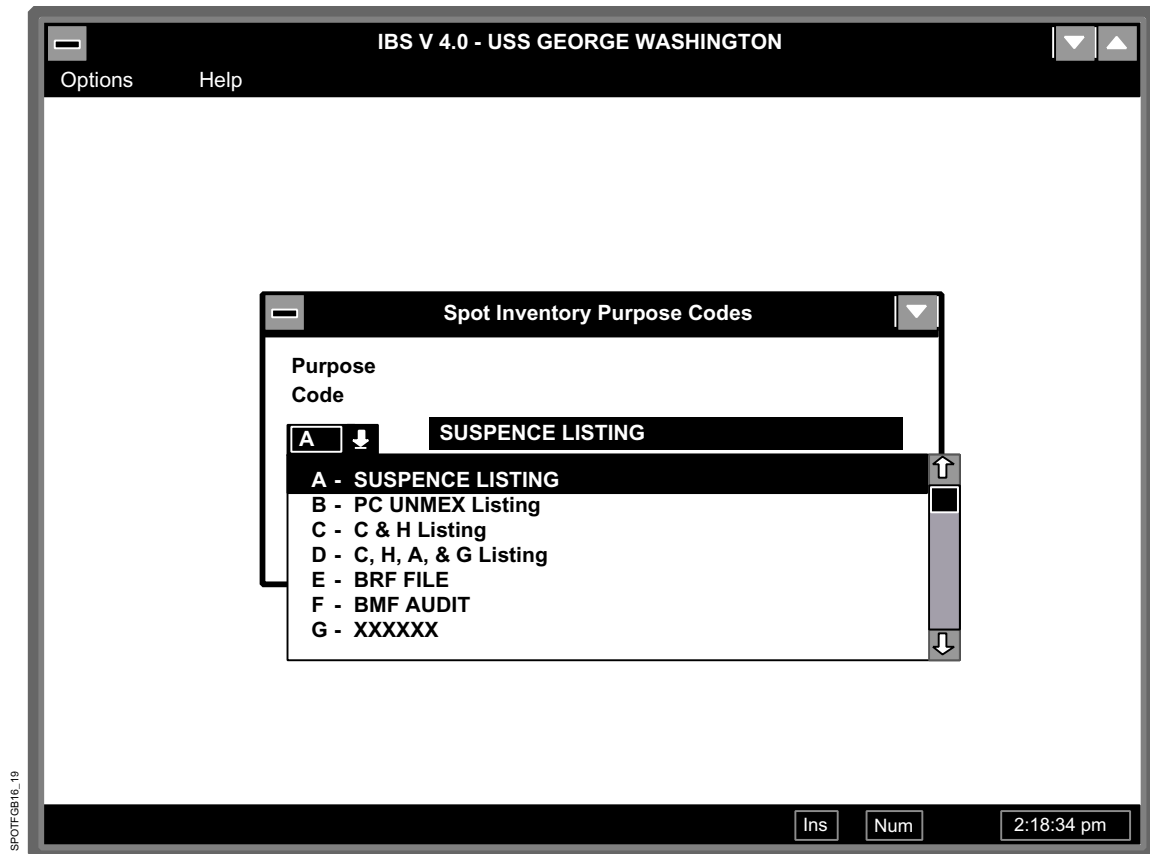 IBS V 4.0 - USS GEORGE WASHINGTON
Options Help
Spot Inventory Purpose Codes
Purpose
Code
A SUSPENCE LISTING
A - SUSPENCE LISTING
B - PC UNMEX Listing
C - C & H Listing
D - C, H, A, & G Listing
E - BRF FILE
F - BMF AUDIT
G - XXXXXX
Ins Num 2:18:34 pm
SPOTFGB16_19